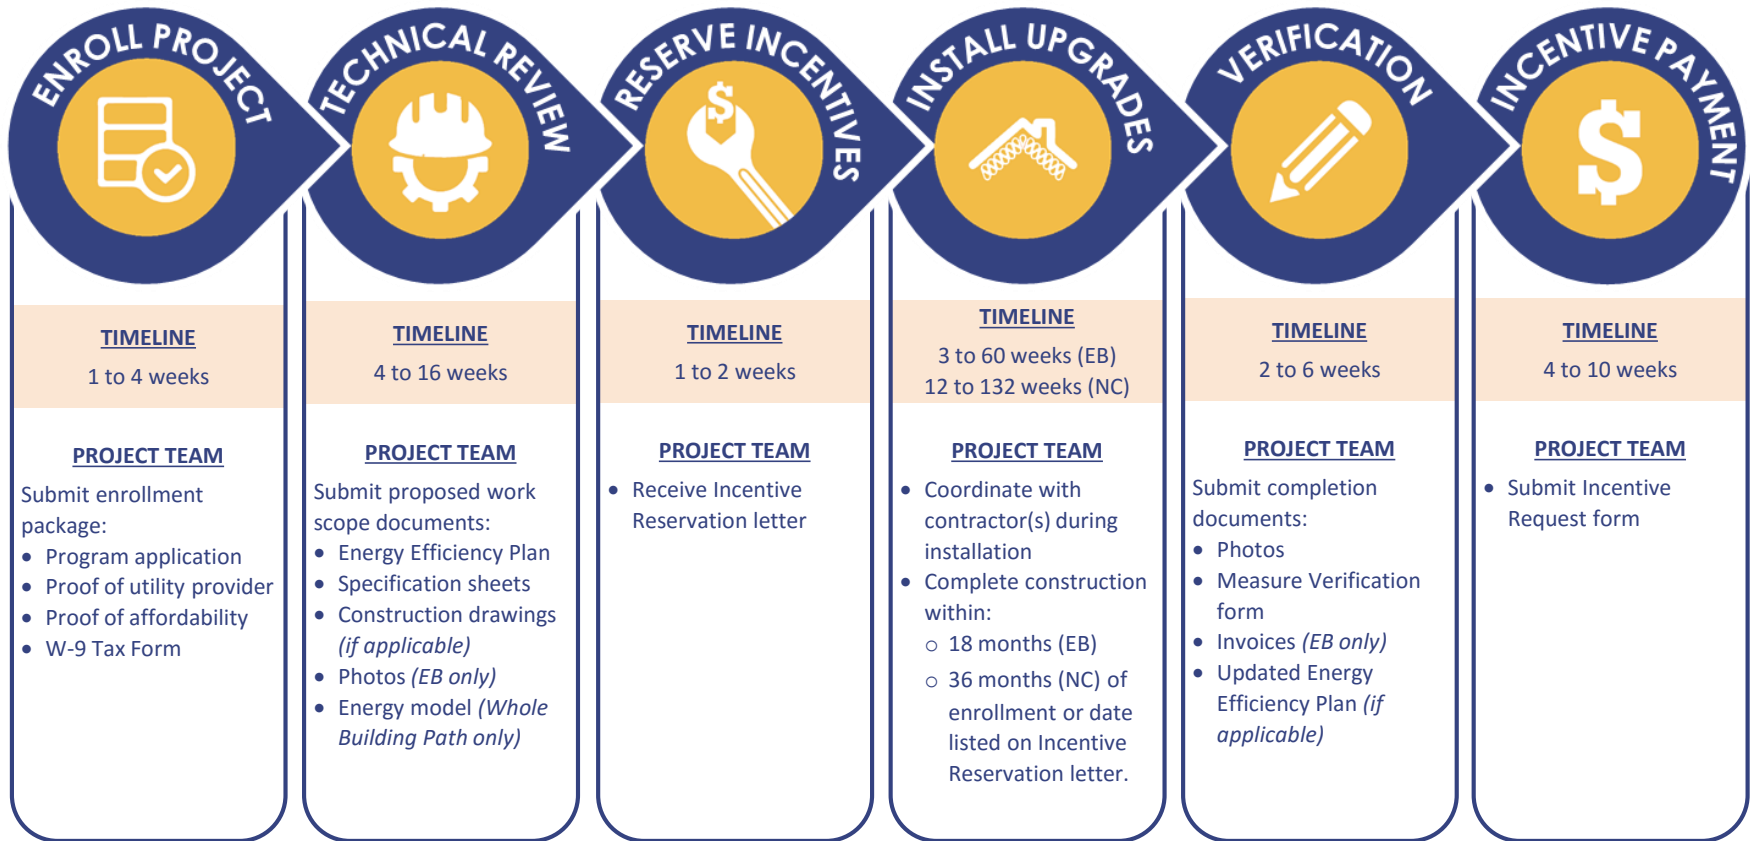 ENROLL PROJECT
TECHNICAL REVIEW
RESERVE INCENTIVES
INSTALL UPGRADES
VERIFICATION
INCENTIVE PAYMENT
$
$
TIMELINE
1 to 4 weeks
PROJECT TEAM
Submit enrollment
package:
• Program application
• Proof of utility provider
• Proof of affordability
• W-9 Tax Form
TIMELINE
4 to 16 weeks
PROJECT TEAM
Submit proposed work
scope documents:
• Energy Efficiency Plan
• Specification sheets
• Construction drawings
(if applicable)
• Photos (EB only)
• Energy model (Whole
Building Path only)
TIMELINE
1 to 2 weeks
PROJECT TEAM
• Receive Incentive
Reservation letter
TIMELINE
3 to 60 weeks (EB)
12 to 132 weeks (NC)
PROJECT TEAM
• Coordinate with
contractor(s) during
installation
• Complete construction
within:
○ 18 months (EB)
○ 36 months (NC) of
enrollment or date
listed on Incentive
Reservation letter.
TIMELINE
2 to 6 weeks
PROJECT TEAM
Submit completion
documents:
• Photos
• Measure Verification
form
• Invoices (EB only)
• Updated Energy
Efficiency Plan (if
applicable)
TIMELINE
4 to 10 weeks
PROJECT TEAM
• Submit Incentive
Request form